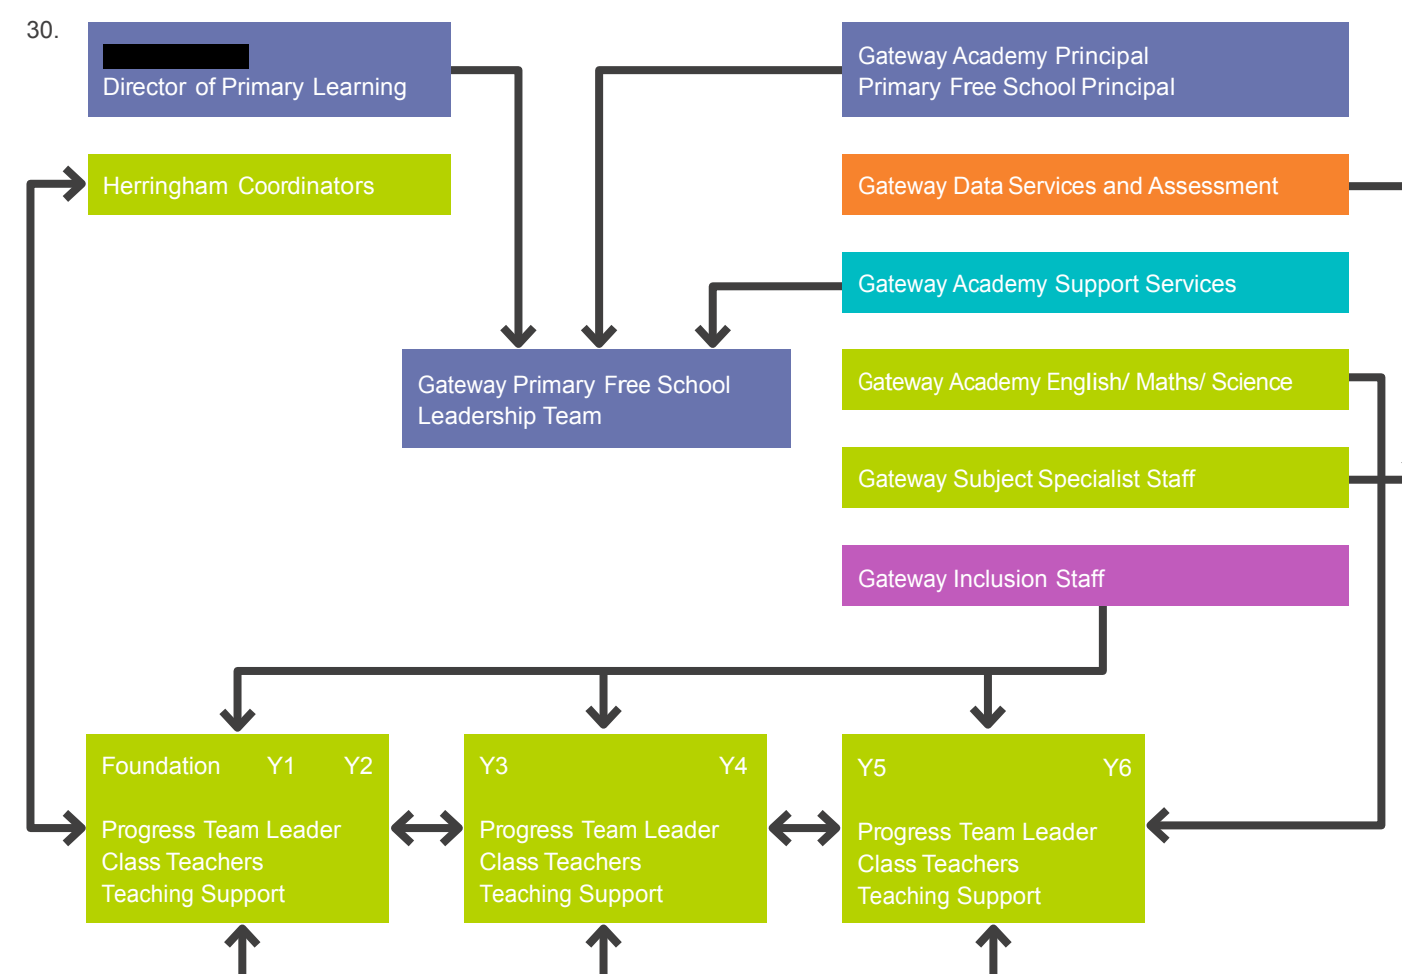 30.
Director of Primary Learning
Gateway Academy Principal
Primary Free School Principal
Herringham Coordinators
Gateway Data Services and Assessment
Gateway Academy Support Services
Gateway Primary Free School
Leadership Team
Gateway Academy English/ Maths/ Science
Gateway Subject Specialist Staff
Gateway Inclusion Staff
Foundation Y1 Y2
Progress Team Leader
Class Teachers
Teaching Support
Y3 Y4
Progress Team Leader
Class Teachers
Teaching Support
Y5 Y6
Progress Team Leader
Class Teachers
Teaching Support